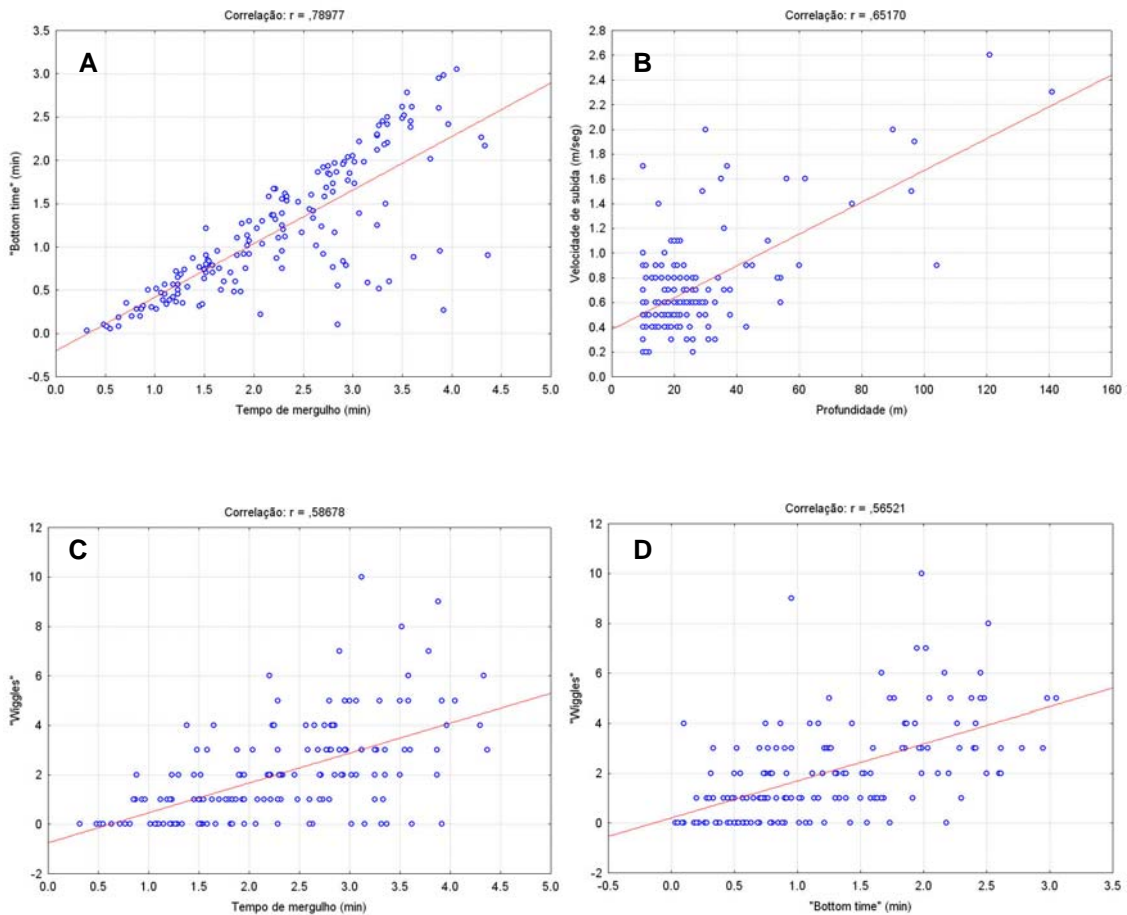 Correlação: r = ,78977
A
"Bottom time" (min)
3.5
3.0
2.5
2.0
1.5
1.0
0.5
0.0
-0.5
0.0 0.5 1.0 1.5 2.0 2.5 3.0 3.5 4.0 4.5 5.0
Tempo de mergulho (min)
Correlação: r = ,65170
B
Velocidade de subida (m/seg)
2.8
2.6
2.4
2.2
2.0
1.8
1.6
1.4
1.2
1.0
0.8
0.6
0.4
0.2
0.0
0 20 40 60 80 100 120 140 160
Profundidade (m)
Correlação: r = ,58678
C
"Wiggles"
12
10
8
6
4
2
0
-2
0.0 0.5 1.0 1.5 2.0 2.5 3.0 3.5 4.0 4.5 5.0
Tempo de mergulho (min)
Correlação: r = ,56521
D
"Wiggles"
12
10
8
6
4
2
0
-2
-0.5 0.0 0.5 1.0 1.5 2.0 2.5 3.0 3.5
"Bottom time" (min)